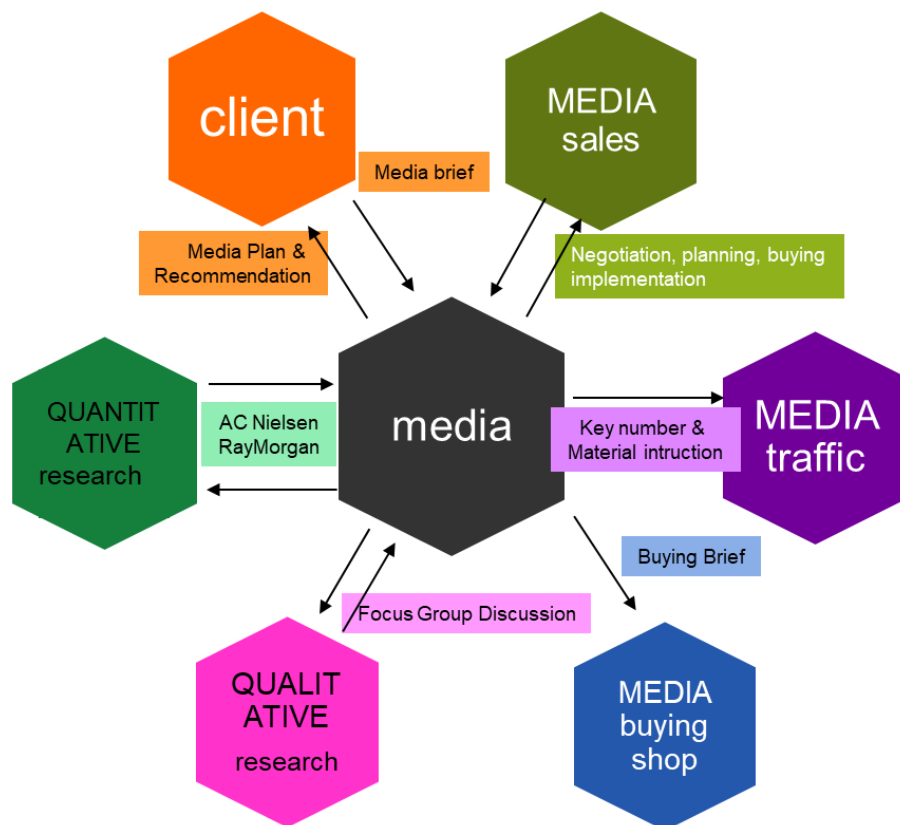 client
MEDIA
sales
Media brief
Media Plan &
Recommendation
Negotiation, planning, buying
implementation
QUANTIT
ATIVE
research
AC Nielsen
RayMorgan
media
Key number &
Material intruction
MEDIA
traffic
Buying Brief
Focus Group Discussion
QUALIT
ATIVE
research
MEDIA
buying
shop